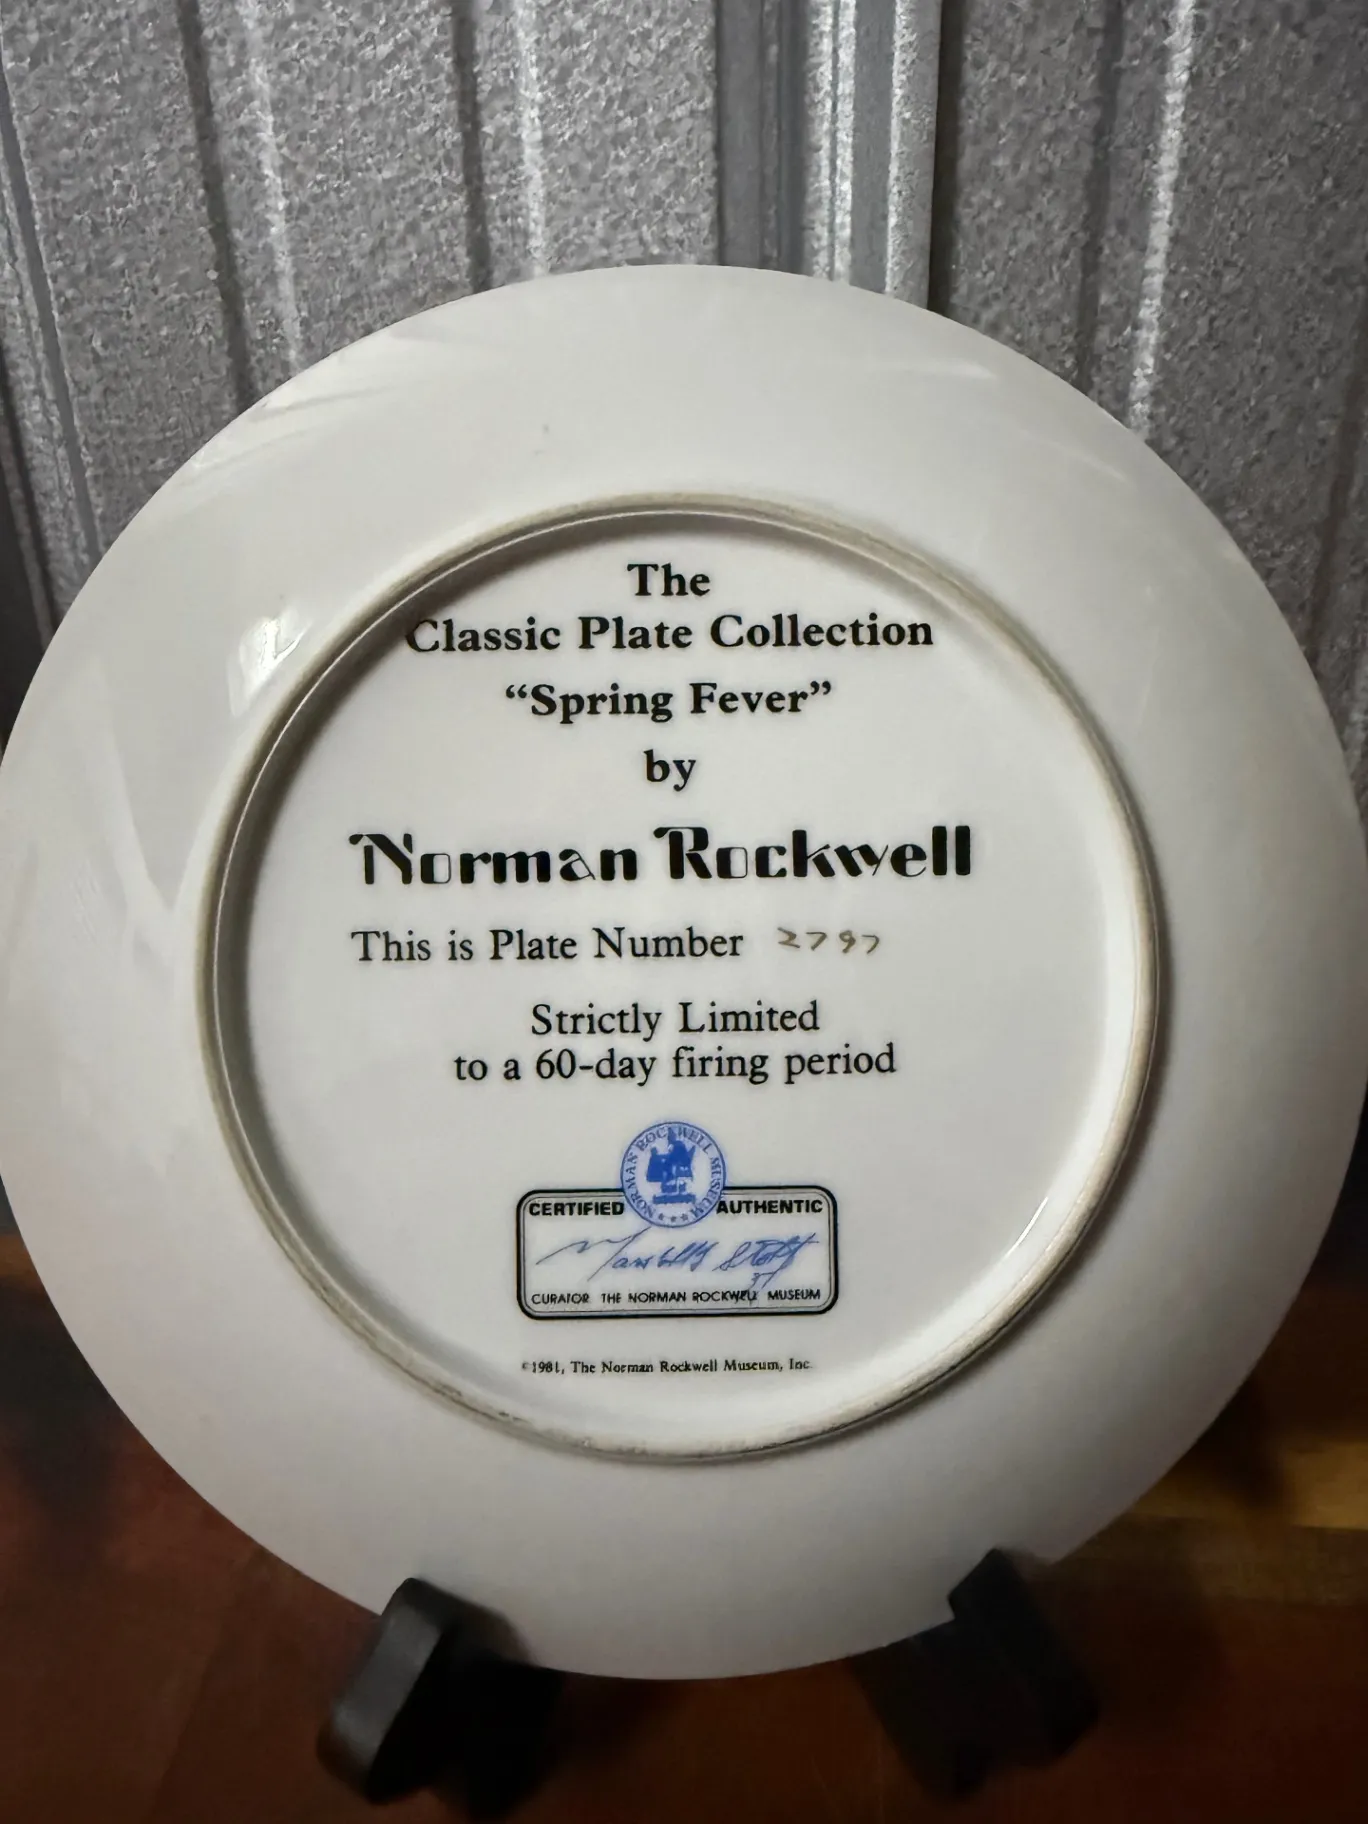 The
Classic Plate Collection
“Spring Fever”
by
Norman Rockwell
This is Plate Number 2797
Strictly Limited
to a 60-day firing period
NORMAN ROCKWELL MUSEUM
CERTIFIED AUTHENTIC
CURATOR THE NORMAN ROCKWELL MUSEUM
©1981, The Norman Rockwell Museum, Inc.